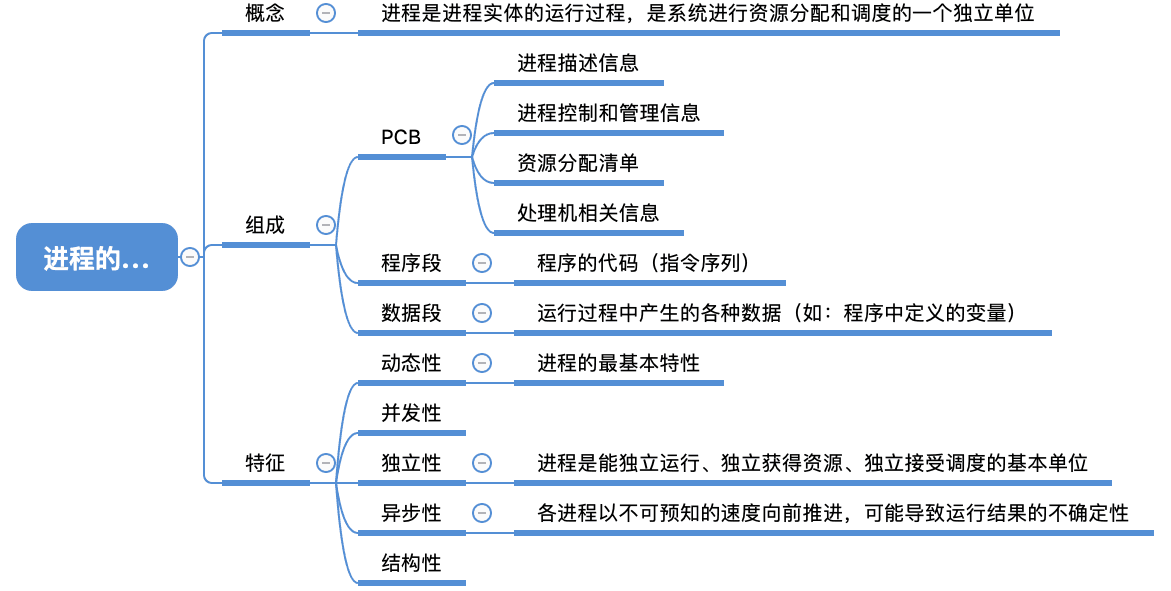 概念
进程是进程实体的运行过程，是系统进行资源分配和调度的一个独立单位
进程描述信息
进程控制和管理信息
PCB
资源分配清单
处理机相关信息
组成
进程的...
程序段
程序的代码（指令序列）
数据段
运行过程中产生的各种数据（如：程序中定义的变量）
动态性
进程的最基本特性
并发性
特征
独立性
进程是能独立运行、独立获得资源、独立接受调度的基本单位
异步性
各进程以不可预知的速度向前推进，可能导致运行结果的不确定性
结构性